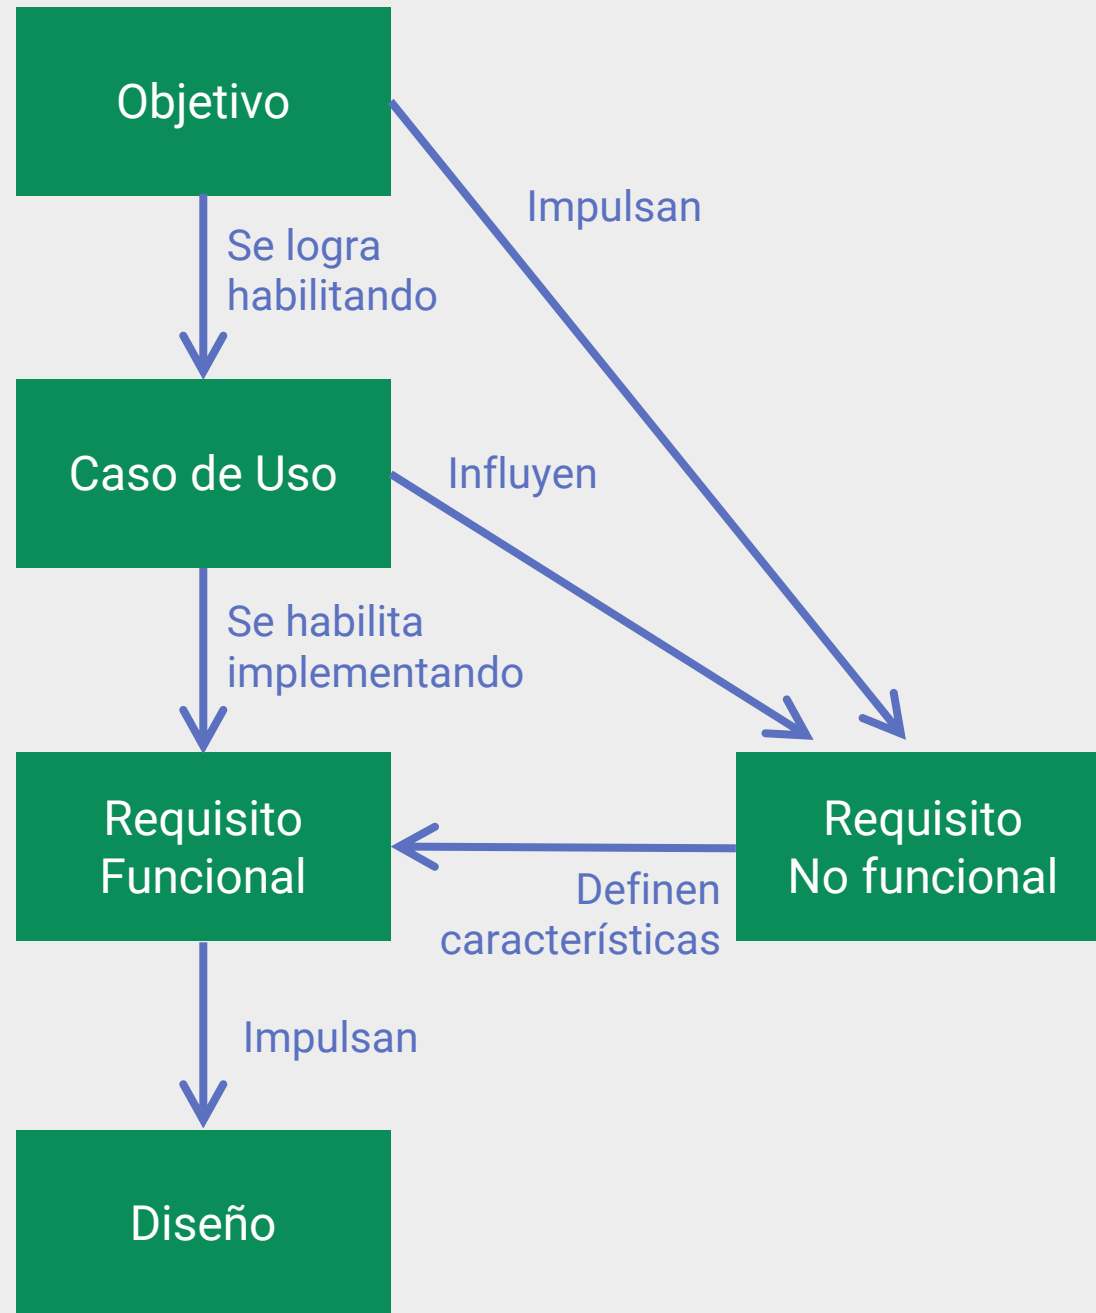 Objetivo
Impulsan
Se logra
habilitando
Caso de Uso
Influyen
Se habilita
implementando
Requisito
Funcional
Requisito
No funcional
Definen
características
Impulsan
Diseño